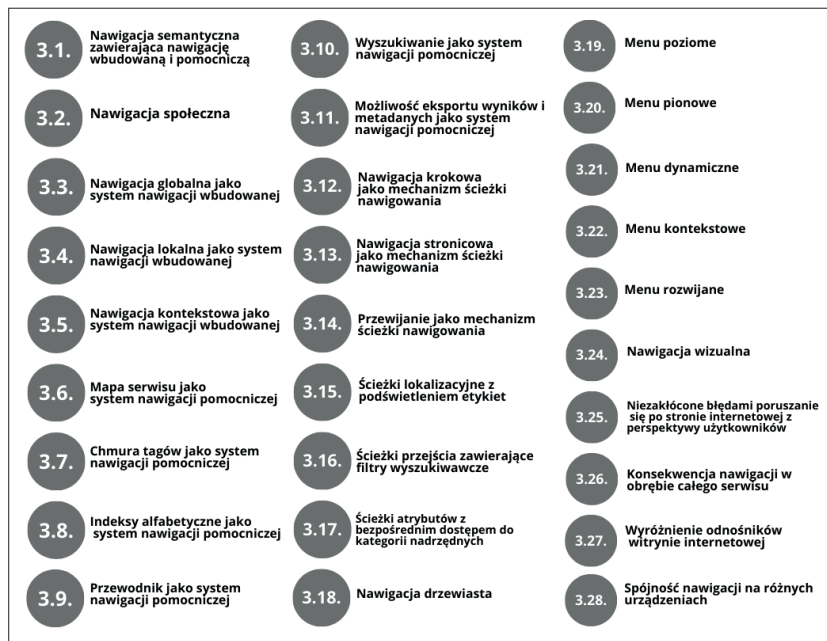 3.1.
Nawigacja semantyczna
zawierająca nawigację
wbudowaną i pomocniczą
3.2.
Nawigacja społeczna
3.3.
Nawigacja globalna jako
system nawigacji wbudowanej
3.4.
Nawigacja lokalna jako system
nawigacji wbudowanej
3.5.
Nawigacja kontekstowa jako
system nawigacji wbudowanej
3.6.
Mapa serwisu jako
system nawigacji pomocniczej
3.7.
Chmura tagów jako system
nawigacji pomocniczej
3.8.
Indeksy alfabetyczne jako
system nawigacji pomocniczej
3.9.
Przewodnik jako system
nawigacji pomocniczej
3.10.
Wyszukiwanie jako system
nawigacji pomocniczej
3.11.
Możliwość eksportu wyników i
metadanych jako system
nawigacji pomocniczej
3.12.
Nawigacja krokowa
jako mechanizm ścieżki
nawigowania
3.13.
Nawigacja stronicowa
jako mechanizm ścieżki
nawigowania
3.14.
Przewijanie jako mechanizm
ścieżki nawigowania
3.15.
Ścieżki lokalizacyjne z
podświetleniem etykiet
3.16.
Ścieżki przejścia zawierające
filtry wyszukiwawcze
3.17.
Ścieżki atrybutów z
bezpośrednim dostępem do
kategorii nadrzędnych
3.18.
Nawigacja drzewiasta
3.19.
Menu poziome
3.20.
Menu pionowe
3.21.
Menu dynamiczne
3.22.
Menu kontekstowe
3.23.
Menu rozwijane
3.24.
Nawigacja wizualna
3.25.
Niezakłócone błędami poruszanie
się po stronie internetowej z
perspektywy użytkowników
3.26.
Konsekwencja nawigacji w
obrębie całego serwisu
3.27.
Wyróżnienie odnośników
witrynie internetowej
3.28.
Spójność nawigacji na różnych
urządzeniach